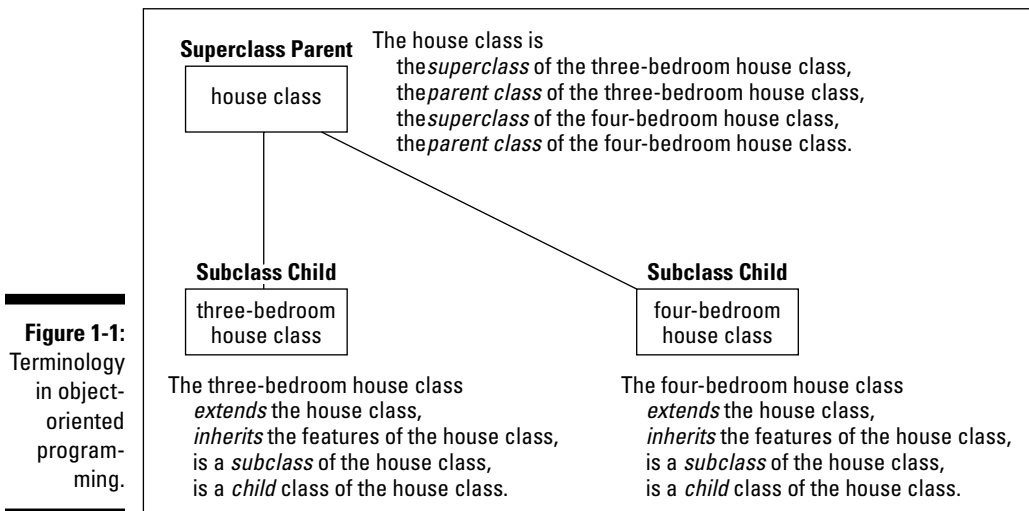 Superclass Parent
house class
The house class is
the superclass of the three-bedroom house class,
the parent class of the three-bedroom house class,
the superclass of the four-bedroom house class,
the parent class of the four-bedroom house class.
Subclass Child
three-bedroom
house class
Subclass Child
four-bedroom
house class
The three-bedroom house class
extends the house class,
inherits the features of the house class,
is a subclass of the house class,
is a child class of the house class.
The four-bedroom house class
extends the house class,
inherits the features of the house class,
is a subclass of the house class,
is a child class of the house class.
Figure 1-1:
Terminology
in object-
oriented
program-
ming.